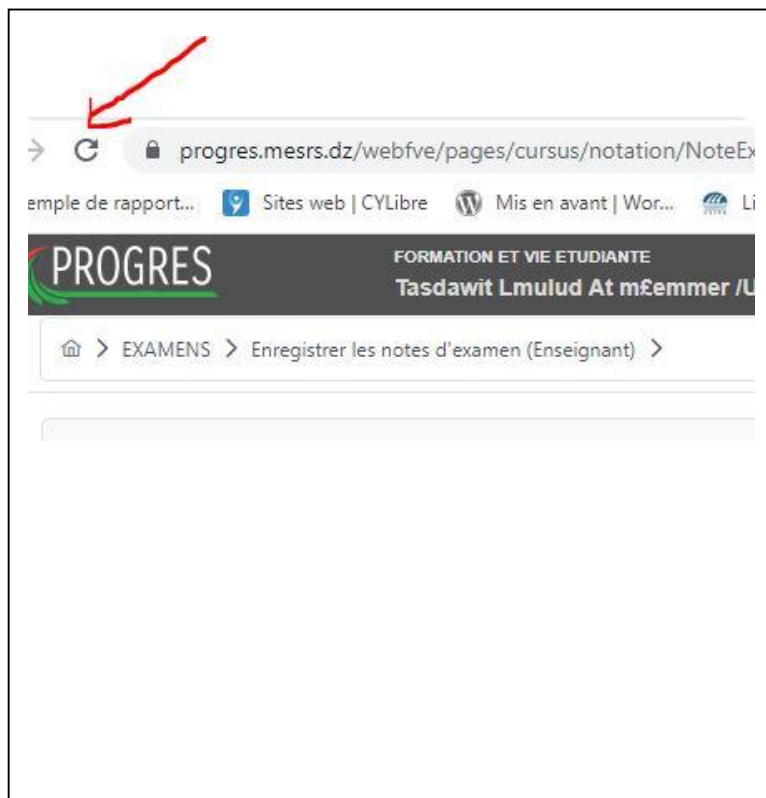 progres.mesrs.dz/webfve/pages/cursus/notation/NoteEx
emple de rapport... Sites web | CYLibre Mis en avant | Wor... Li
PROGRES
FORMATION ET VIE ETUDIANTE
Tasdawit Lmulud At m£emmer /U
EXAMENS > Enregistrer les notes d'examen (Enseignant) >